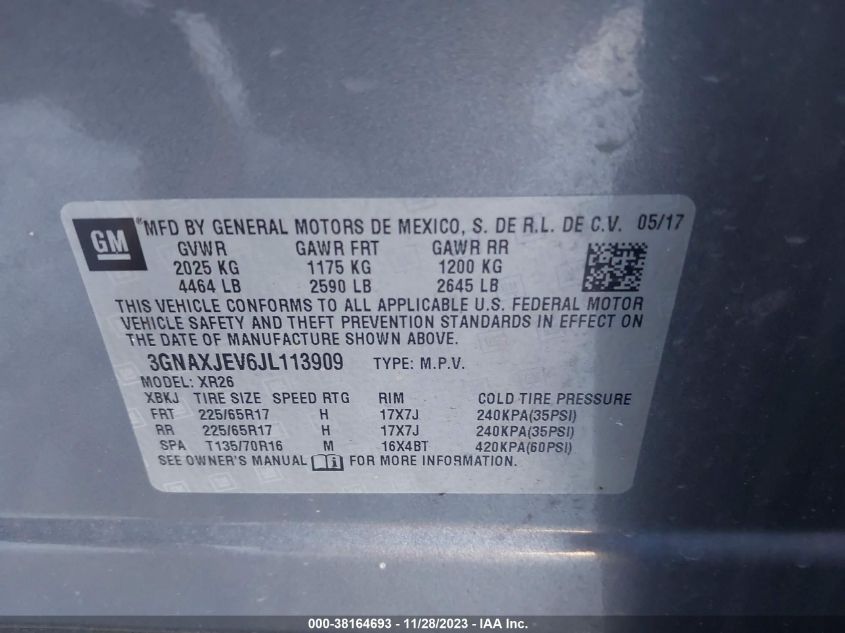 GM
*MFD BY GENERAL MOTORS DE MEXICO, S. DE R.L. DE C.V. 05/17
GVWR GAWR FRT GAWR RR
2025 KG 1175 KG 1200 KG
4464 LB 2590 LB 2645 LB
THIS VEHICLE CONFORMS TO ALL APPLICABLE U.S. FEDERAL MOTOR
VEHICLE SAFETY AND THEFT PREVENTION STANDARDS IN EFFECT ON
THE DATE OF MANUFACTURE SHOWN ABOVE.
3GNAXJEV6JL113909 TYPE: M.P.V.
MODEL: XR26
XBKJ TIRE SIZE SPEED RTG RIM COLD TIRE PRESSURE
FRT 225/65R17 H 17X7J 240KPA(35PSI)
RR 225/65R17 H 17X7J 240KPA(35PSI)
SPA T135/70R16 M 16X4BT 420KPA(60PSI)
SEE OWNER'S MANUAL FOR MORE INFORMATION.
000-38164693 - 11/28/2023 - IAA Inc.